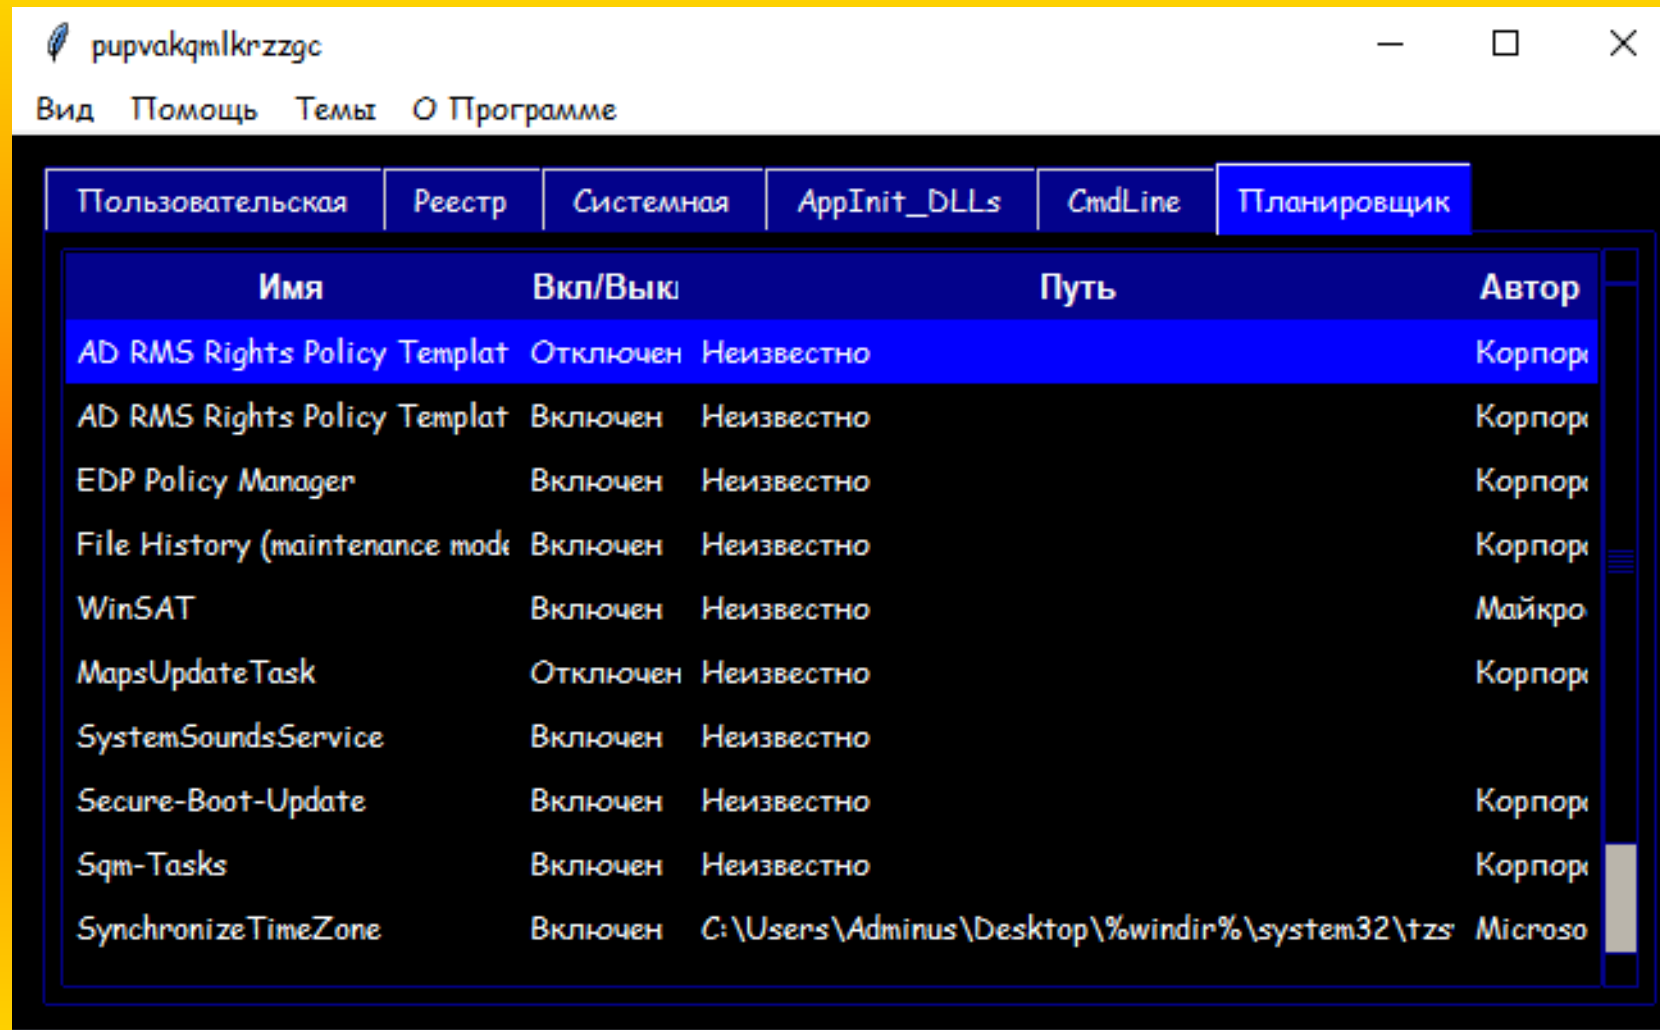 pupvakqmlkrzzgc
Вид Помощь Темы О Программе
Пользовательская Реестр Системная AppInit_DLLs CmdLine Планировщик
Имя Вкл/Вык Путь Автор
AD RMS Rights Policy Templat Отключен Неизвестно Корпор
AD RMS Rights Policy Templat Включен Неизвестно Корпор
EDP Policy Manager Включен Неизвестно Корпор
File History (maintenance mode Включен Неизвестно Корпор
WinSAT Включен Неизвестно Майкро
MapsUpdateTask Отключен Неизвестно Корпор
SystemSoundsService Включен Неизвестно
Secure-Boot-Update Включен Неизвестно Корпор
Sqm-Tasks Включен Неизвестно Корпор
SynchronizeTimeZone Включен C:\Users\Adminus\Desktop\%windir%\system32\tzs Microso